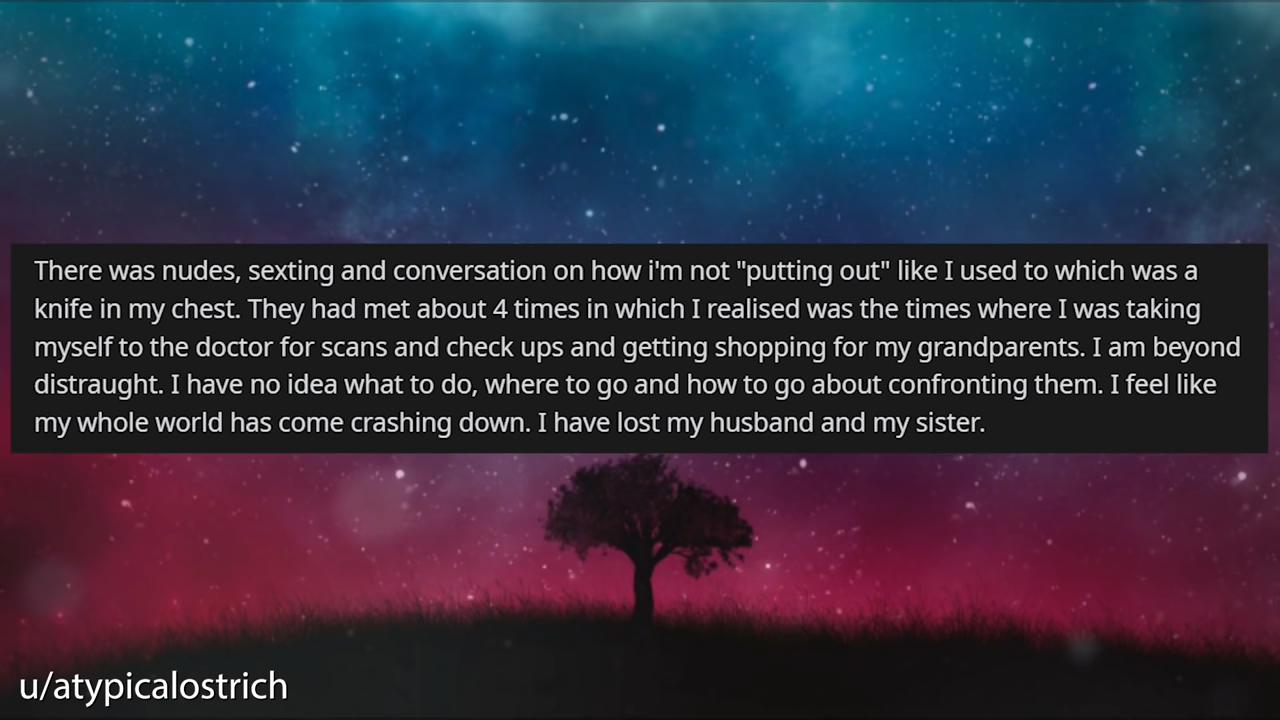 There was nudes, sexting and conversation on how i'm not "putting out" like I used to which was a
knife in my chest. They had met about 4 times in which I realised was the times where I was taking
myself to the doctor for scans and check ups and getting shopping for my grandparents. I am beyond
distraught. I have no idea what to do, where to go and how to go about confronting them. I feel like
my whole world has come crashing down. I have lost my husband and my sister.
u/atypicalostrich